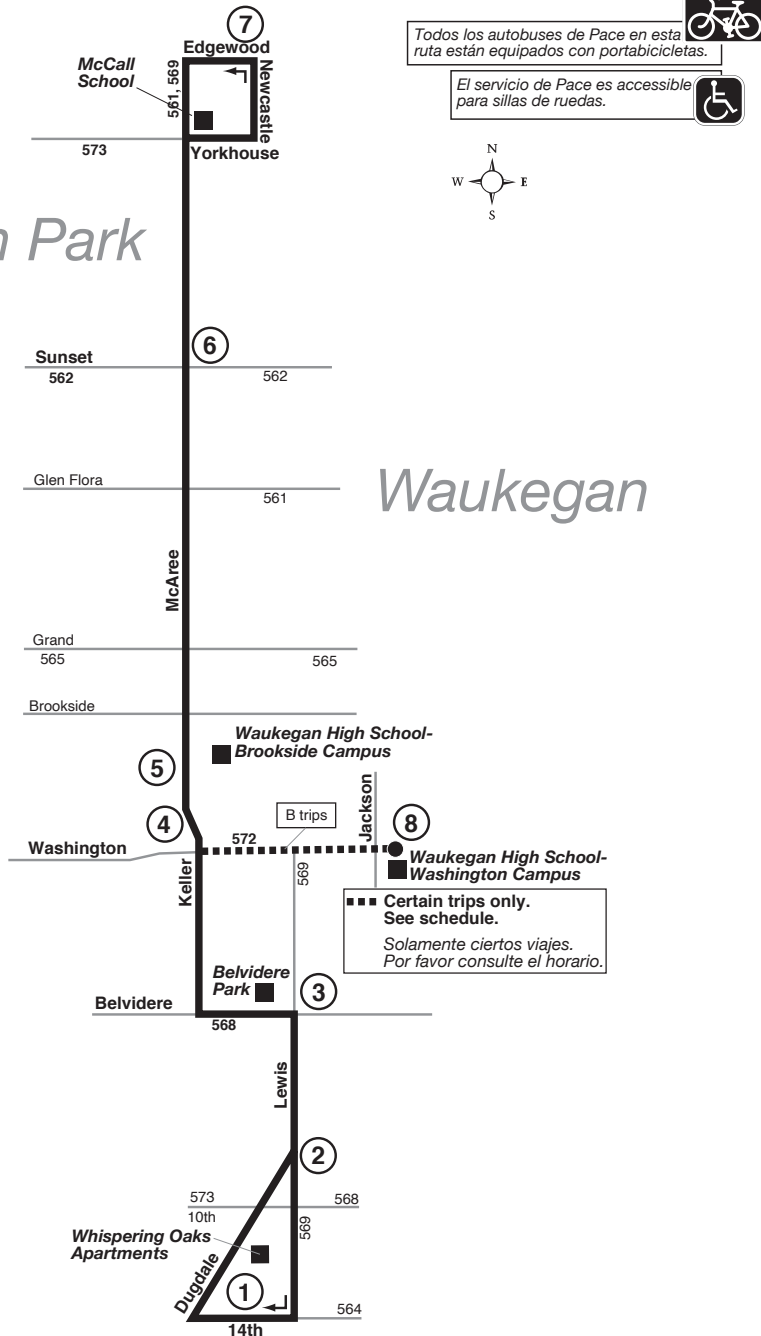 7
Edgewood
McCall
School
561, 569
Newcastle
Todos los autobuses de Pace en esta
ruta están equipados con portabicicletas.
El servicio de Pace es accessible
para sillas de ruedas.
573
Yorkhouse
N
W
E
S
n Park
6
Sunset
562
562
Glen Flora
561
Waukegan
McAree
Grand
565
565
Brookside
Waukegan High School-
Brookside Campus
5
4
B trips
Jackson
8
Washington
572
Waukegan High School-
Washington Campus
Keller
569
Certain trips only.
See schedule.
Solamente ciertos viajes.
Por favor consulte el horario.
Belvidere
Park
3
Belvidere
568
Lewis
2
573
568
10th
569
Whispering Oaks
Apartments
Dugdale
1
564
14th